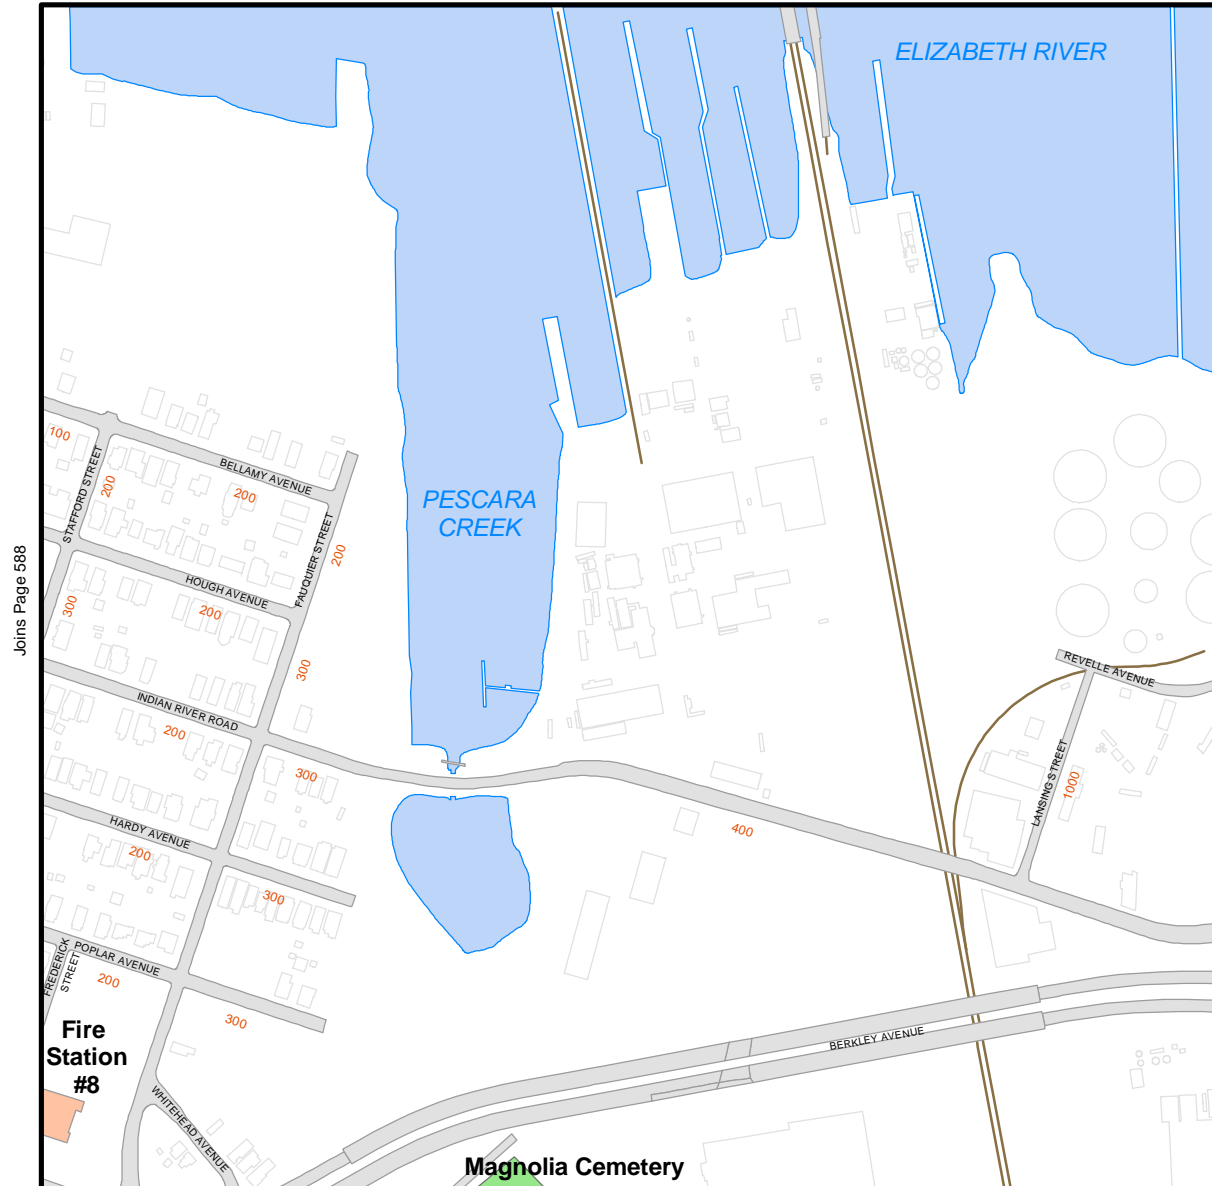 ELIZABETH RIVER
100
BELLAMY AVENUE
STAFFORD STREET
200
200
PESCARA
CREEK
FAUQUIER STREET
200
Joins Page 588
HOUGH AVENUE
200
300
300
REVELLE AVENUE
INDIAN RIVER ROAD
200
300
LANSING STREET
1000
HARDY AVENUE
200
400
300
POPLAR AVENUE
FREDERICK
STREET
200
300
Fire
Station
#8
BERKLEY AVENUE
WHITEHEAD AVENUE
Magnolia Cemetery